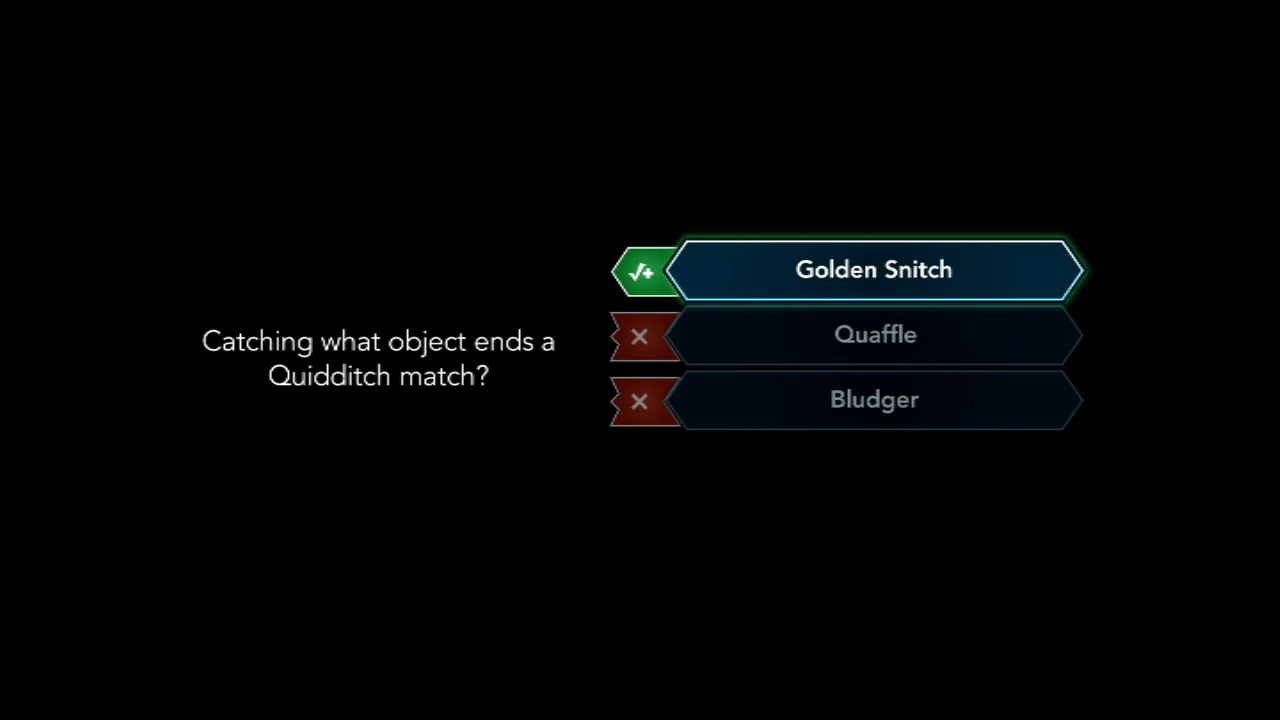 Catching what object ends a
Quidditch match?
Golden Snitch
Quaffle
Bludger